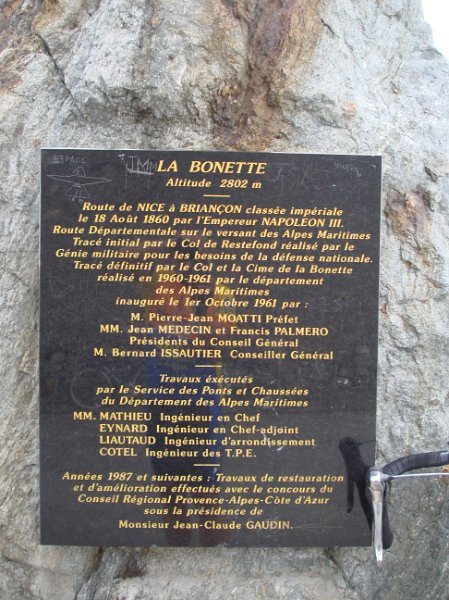 LA BONETTE
Altitude 2802 m
Route de NICE à BRIANÇON classée impériale
le 18 Août 1860 par l'Empereur NAPOLÉON III.
Route Départementale sur le versant des Alpes Maritimes
Tracé initial par le Col de Restefond réalisé par le
Génie militaire pour les besoins de la défense nationale.
Tracé définitif par le Col et la Cime de la Bonette
réalisé en 1960-1961 par le département
des Alpes Maritimes
inauguré le 1er Octobre 1961 par :
M. Pierre-Jean MOATTI Préfet
MM. Jean MEDECIN et Francis PALMERO
Présidents du Conseil Général
M. Bernard ISSAUTIER Conseiller Général
Travaux éxécutés
par le Service des Ponts et Chaussées
du Département des Alpes Maritimes
MM. MATHIEU Ingénieur en Chef
EYNARD Ingénieur en Chef-adjoint
LIAUTAUD Ingénieur d'arrondissement
COTEL Ingénieur des T.P.E.
Années 1987 et suivantes : Travaux de restauration
et d'amélioration effectués avec le concours du
Conseil Régional Provence-Alpes-Côte d'Azur
sous la présidence de
Monsieur Jean-Claude GAUDIN.